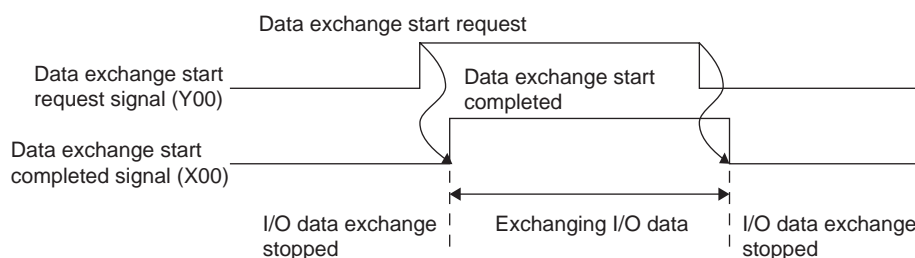 Data exchange start request
Data exchange start
request signal (Y00)
Data exchange start
completed
Data exchange start
completed signal (X00)
I/O data exchange
stopped
Exchanging I/O data
I/O data exchange
stopped